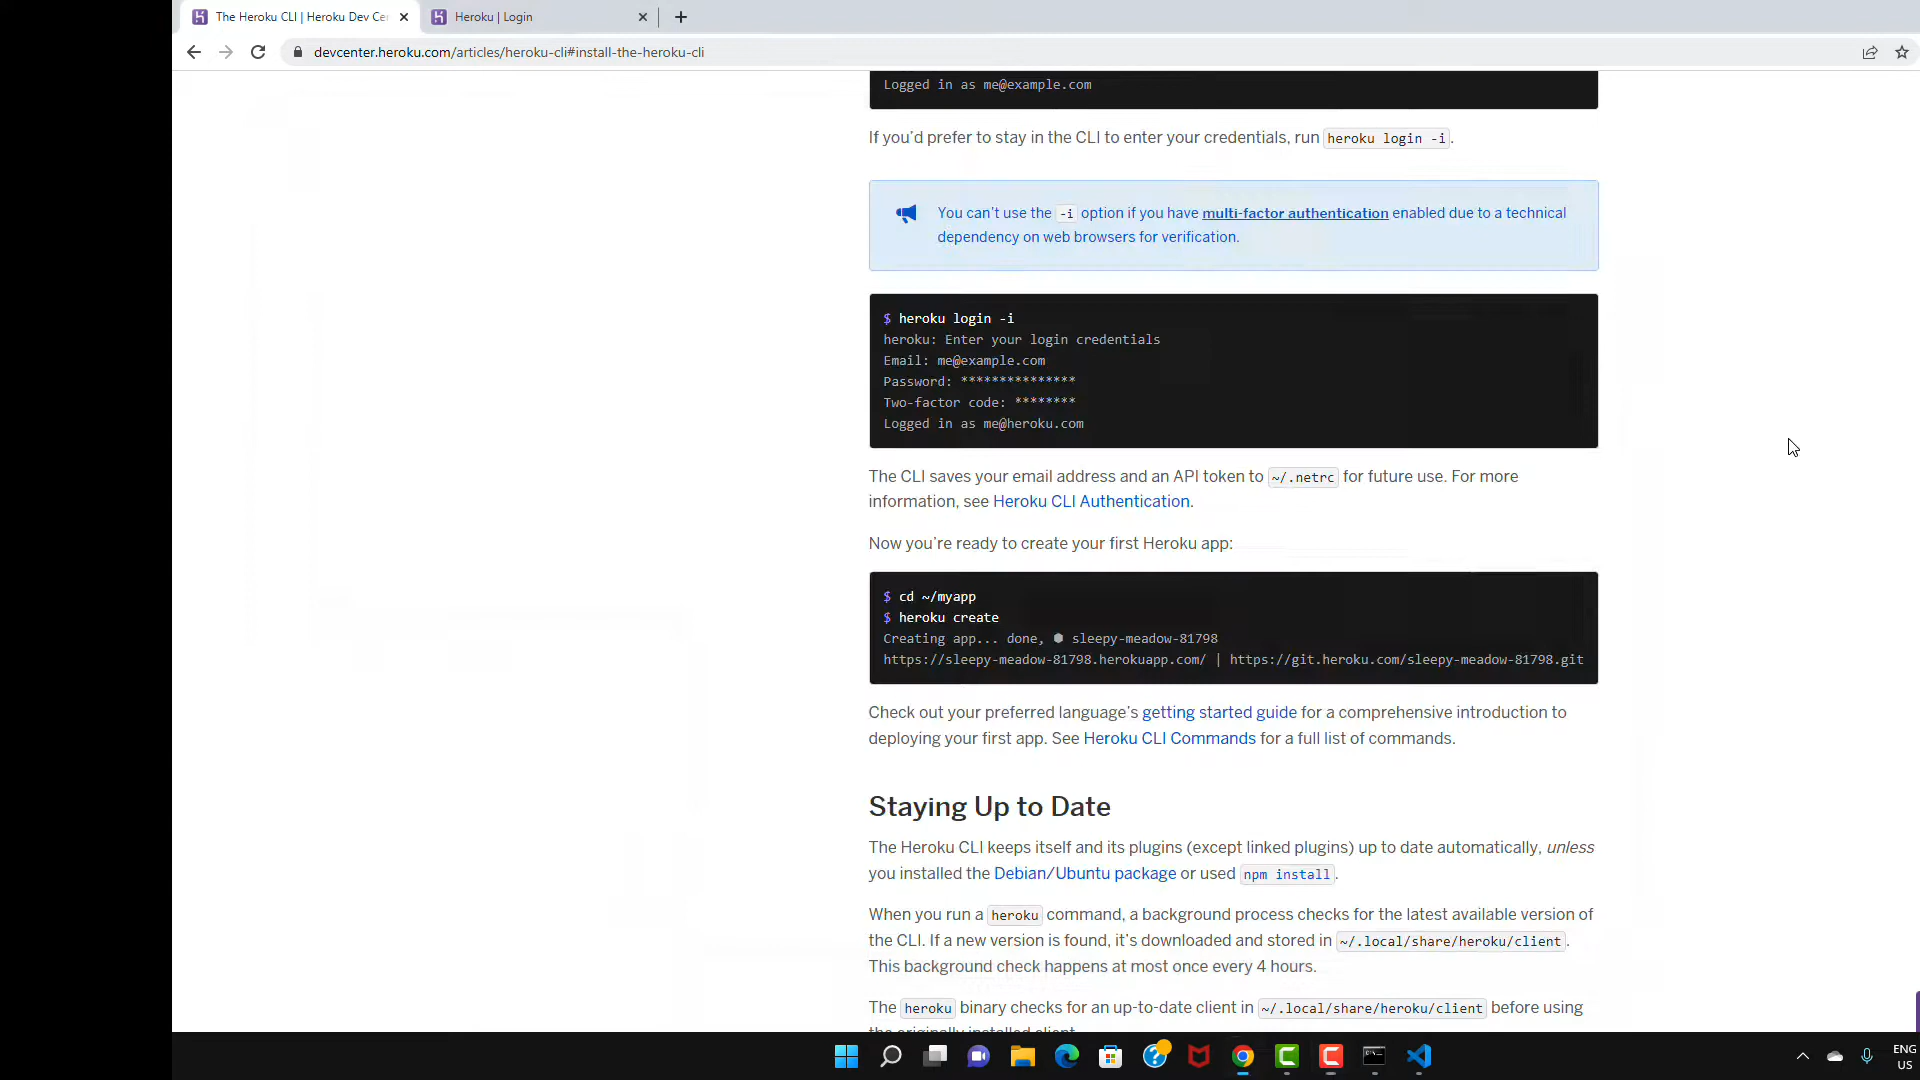 The Heroku CLI | Heroku Dev Ce
Heroku | Login
devcenter.heroku.com/articles/heroku-cli#install-the-heroku-cli
Logged in as me@example.com
If you'd prefer to stay in the CLI to enter your credentials, run heroku login -i.
You can't use the -i option if you have multi-factor authentication enabled due to a technical
dependency on web browsers for verification.
$ heroku login -i
heroku: Enter your login credentials
Email: me@example.com
Password: ***************
Two-factor code: ********
Logged in as me@heroku.com
The CLI saves your email address and an API token to ~/.netrc for future use. For more
information, see Heroku CLI Authentication.
Now you're ready to create your first Heroku app:
$ cd ~/myapp
$ heroku create
Creating app... done, ⬢ sleepy-meadow-81798
https://sleepy-meadow-81798.herokuapp.com/ | https://git.heroku.com/sleepy-meadow-81798.git
Check out your preferred language's getting started guide for a comprehensive introduction to
deploying your first app. See Heroku CLI Commands for a full list of commands.
Staying Up to Date
The Heroku CLI keeps itself and its plugins (except linked plugins) up to date automatically, unless
you installed the Debian/Ubuntu package or used npm install.
When you run a heroku command, a background process checks for the latest available version of
the CLI. If a new version is found, it's downloaded and stored in ~/.local/share/heroku/client.
This background check happens at most once every 4 hours.
The heroku binary checks for an up-to-date client in ~/.local/share/heroku/client before using
the originally installed client.
ENG
US